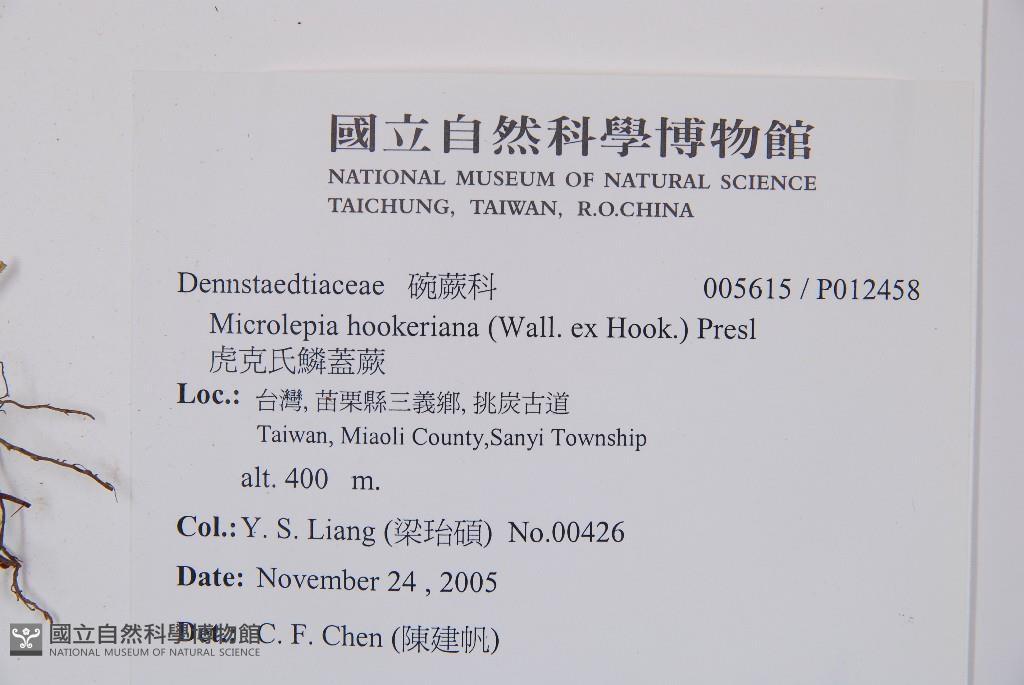 國立自然科學博物館
NATIONAL MUSEUM OF NATURAL SCIENCE
TAICHUNG, TAIWAN, R.O.CHINA
Dennstaedtiaceae 碗蕨科 005615 / P012458
Microlepia hookeriana (Wall. ex Hook.) Presl
虎克氏鱗蓋蕨
Loc.: 台灣, 苗栗縣三義鄉, 挑炭古道
Taiwan, Miaoli County,Sanyi Township
alt. 400 m.
Col.: Y. S. Liang (梁珆碩) No.00426
Date: November 24 , 2005
Det.: C. F. Chen (陳建帆)
國立自然科學博物館
NATIONAL MUSEUM OF NATURAL SCIENCE